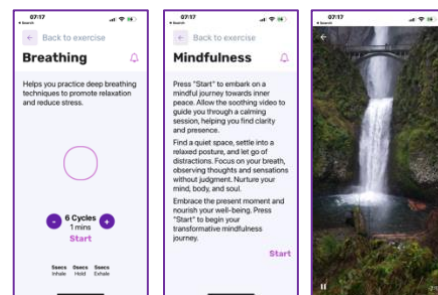 07:17
Search
Back to exercise
Breathing
Helps you practice deep breathing
techniques to promote relaxation
and reduce stress.
- 6 Cycles +
1 mins
Start
0secs 0secs 0secs
Inhale Hold Exhale
07:17
Search
Back to exercise
Mindfulness
Press "Start" to embark on a
mindful journey towards inner
peace. Allow the soothing video to
guide you through a calming
session, helping you find clarity
and presence.
Find a quiet space, settle into a
relaxed posture, and let go of
distractions. Focus on your breath,
observing thoughts and sensations
without judgment. Nurture your
mind, body, and soul.
Embrace the present moment and
nourish your well-being. Press
"Start" to begin your
transformative mindfulness
journey.
Start
07:17
Search